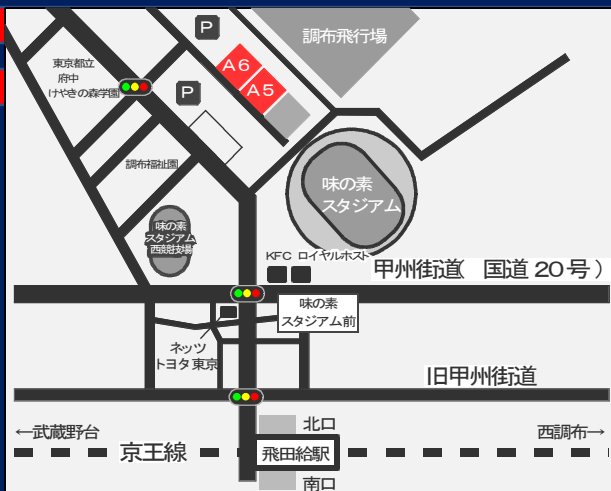 P
調布飛行場
東京都立
府中
けやきの森学園
A6
A5
P
調布福祉園
味の素
スタジアム
味の素
スタジアム
西競技場
KFC ロイヤルホスト
甲州街道( 国道 20号)
味の素
スタジアム前
ネッツ
トヨタ東京
旧甲州街道
北口
←武蔵野台
西調布→
京王線
飛田給駅
南口